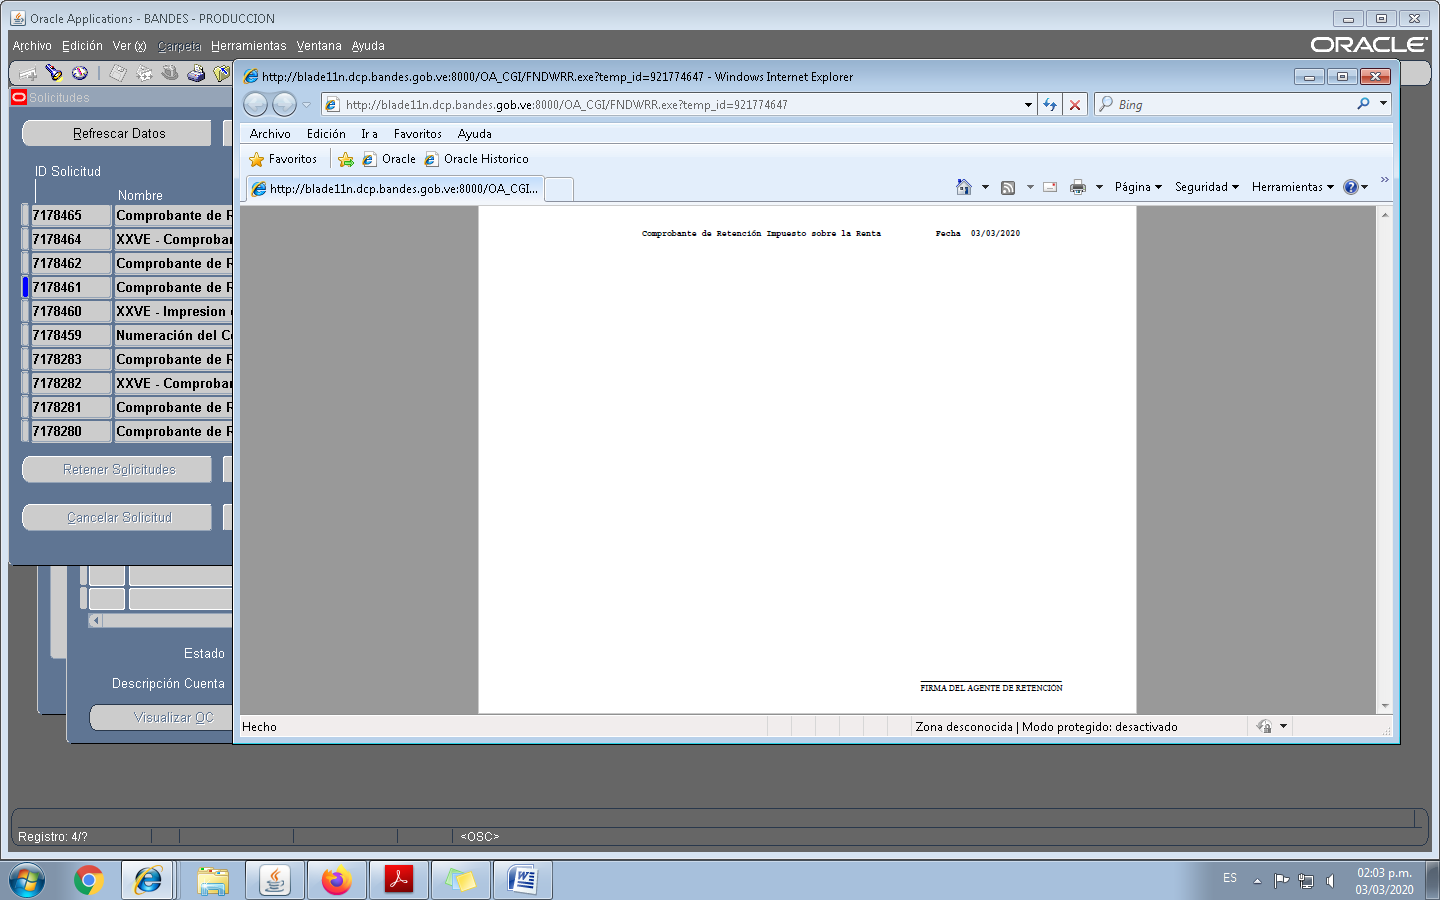 Oracle Applications - BANDES - PRODUCCION
Archivo Edición Ver (x) Carpeta Herramientas Ventana Ayuda
ORACLE
http://blade11n.dcp.bandes.gob.ve:8000/OA_CGI/FNDWRR.exe?temp_id=921774647 - Windows Internet Explorer
Solicitudes
http://blade11n.dcp.bandes.gob.ve:8000/OA_CGI/FNDWRR.exe?temp_id=921774647
Bing
Archivo Edición Ir a Favoritos Ayuda
Refrescar Datos
Favoritos Oracle Oracle Historico
ID Solicitud
http://blade11n.dcp.bandes.gob.ve:8000/OA_CGI...
Página Seguridad Herramientas
Nombre
7178465 Comprobante de R
7178464 XXVE - Comproban
7178462 Comprobante de R
7178461 Comprobante de R
7178460 XXVE - Impresion
7178459 Numeración del Co
7178283 Comprobante de R
7178282 XXVE - Comproban
7178281 Comprobante de R
7178280 Comprobante de R
Comprobante de Retención Impuesto sobre la Renta Fecha 03/03/2020
Retener Solicitudes
Cancelar Solicitud
Estado
Descripción Cuenta
FIRMA DEL AGENTE DE RETENCION
Visualizar OC
Hecho
Zona desconocida | Modo protegido: desactivado
Registro: 4/?
<OSC>
ES
02:03 p.m.
03/03/2020